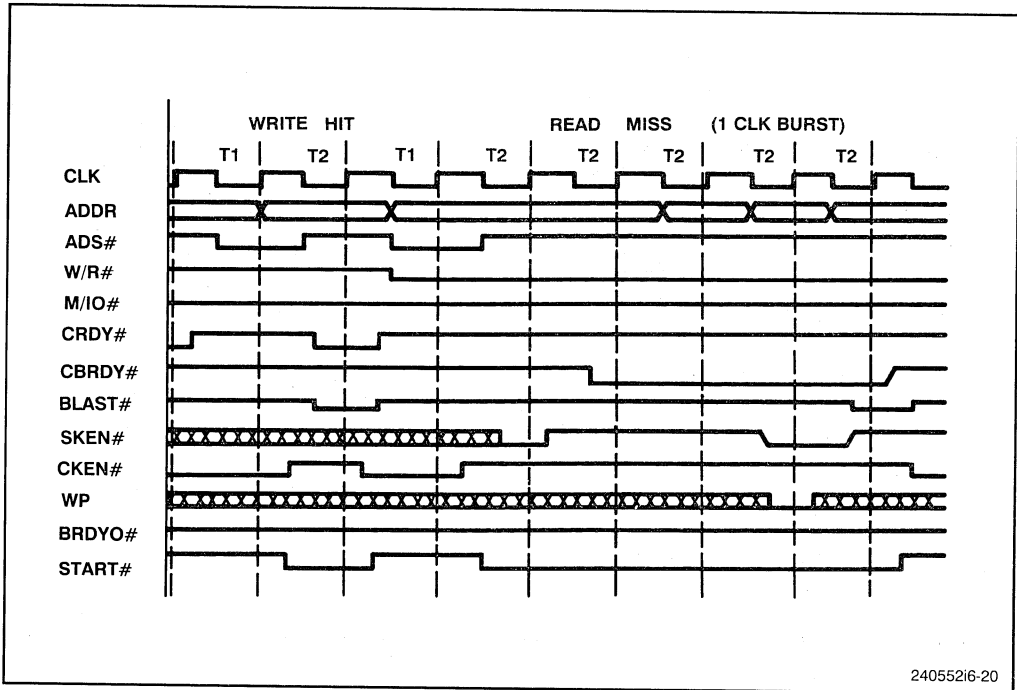 WRITE HIT READ MISS (1 CLK BURST)
T1 T2 T1 T2 T2 T2 T2 T2
CLK
ADDR
ADS#
W/R#
M/IO#
CRDY#
CBRDY#
BLAST#
SKEN#
CKEN#
WP
BRDYO#
START#
240552i6-20